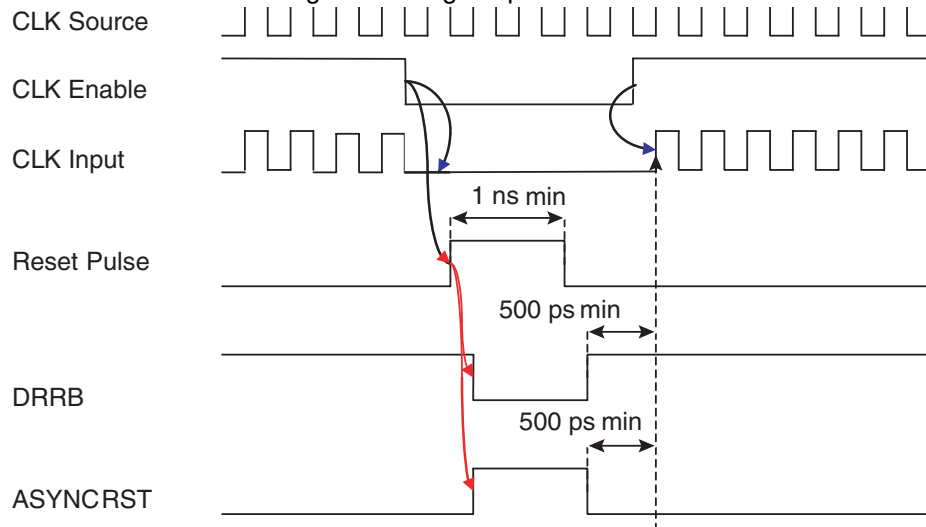 CLK Source
CLK Enable
CLK Input
1 ns min
Reset Pulse
500 ps min
DRRB
500 ps min
ASYNCRST